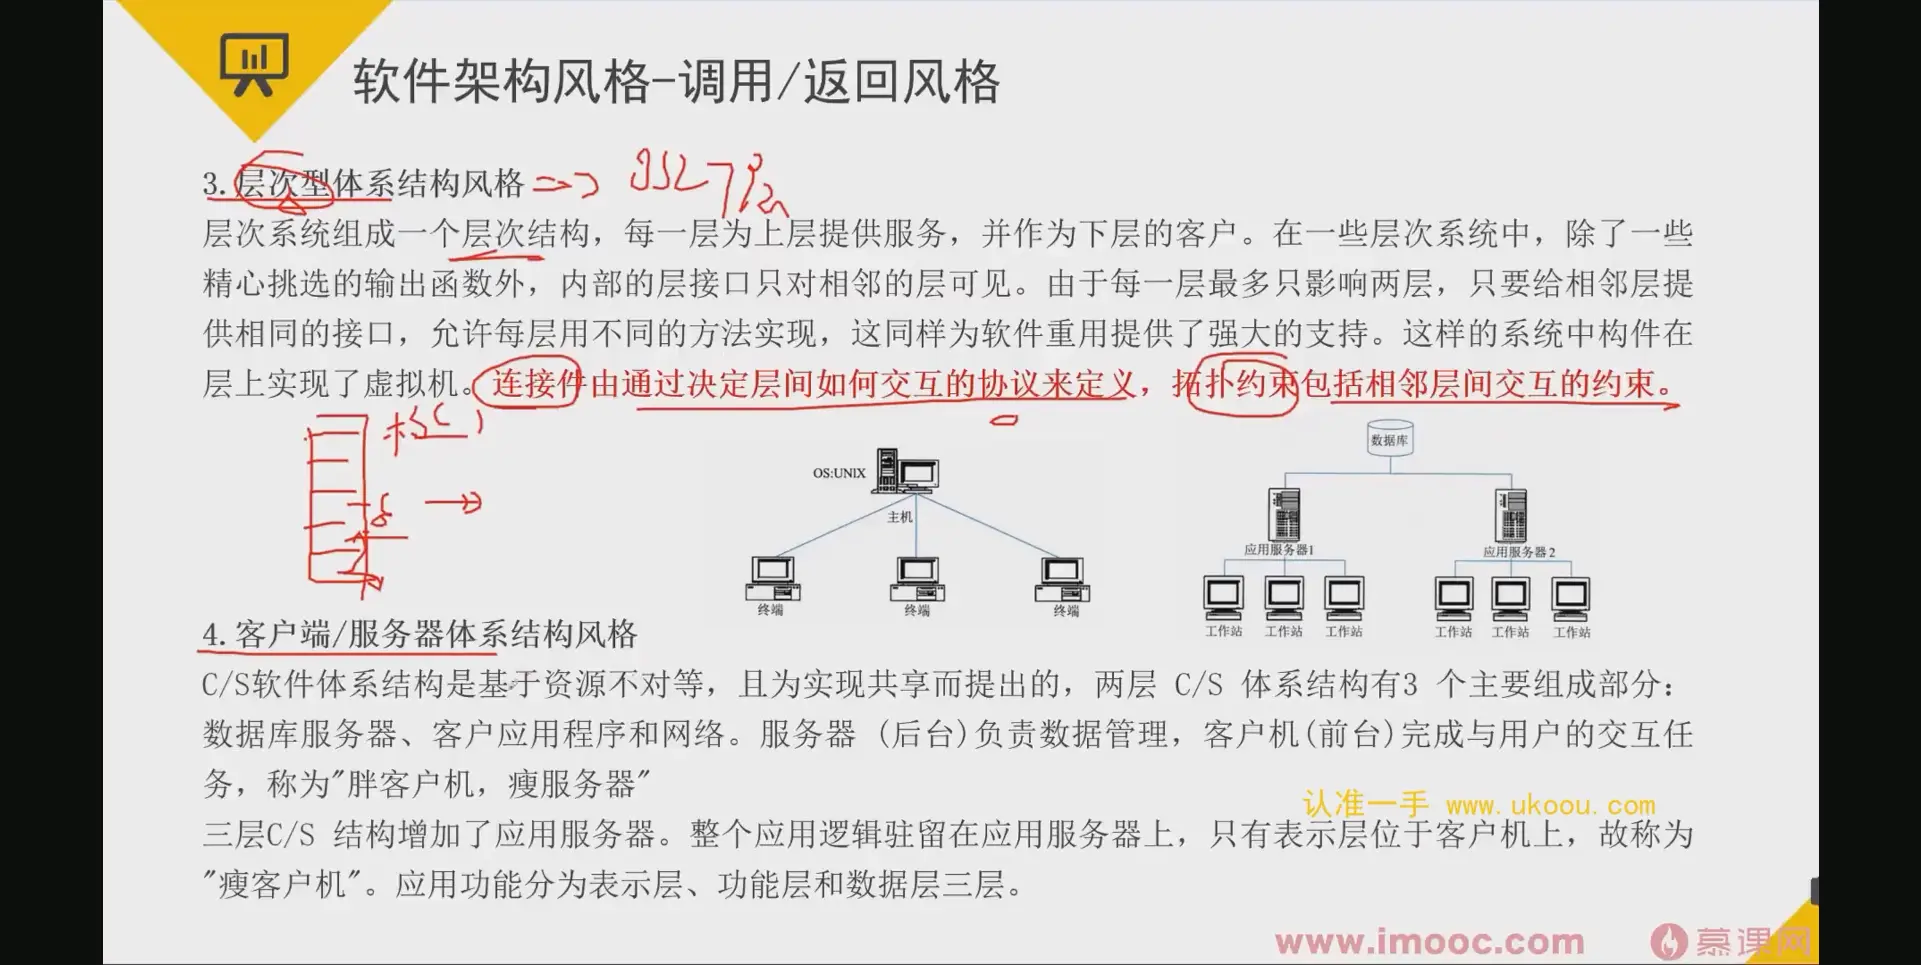 软件架构风格-调用/返回风格
3.层次型体系结构风格
层次系统组成一个层次结构，每一层为上层提供服务，并作为下层的客户。在一些层次系统中，除了一些
精心挑选的输出函数外，内部的层接口只对相邻的层可见。由于每一层最多只影响两层，只要给相邻层提
供相同的接口，允许每层用不同的方法实现，这同样为软件重用提供了强大的支持。这样的系统中构件在
层上实现了虚拟机。连接件由通过决定层间如何交互的协议来定义，拓扑约束包括相邻层间交互的约束。
OS:UNIX
主机
终端 终端 终端
数据库
应用服务器1 应用服务器2
工作站 工作站 工作站 工作站 工作站 工作站
4.客户端/服务器体系结构风格
C/S软件体系结构是基于资源不对等，且为实现共享而提出的，两层 C/S 体系结构有3 个主要组成部分：
数据库服务器、客户应用程序和网络。服务器 (后台)负责数据管理，客户机(前台)完成与用户的交互任
务，称为"胖客户机，瘦服务器"
认准一手 www.ukoou.com
三层C/S 结构增加了应用服务器。整个应用逻辑驻留在应用服务器上，只有表示层位于客户机上，故称为
"瘦客户机"。应用功能分为表示层、功能层和数据层三层。
www.imooc.com 慕课网